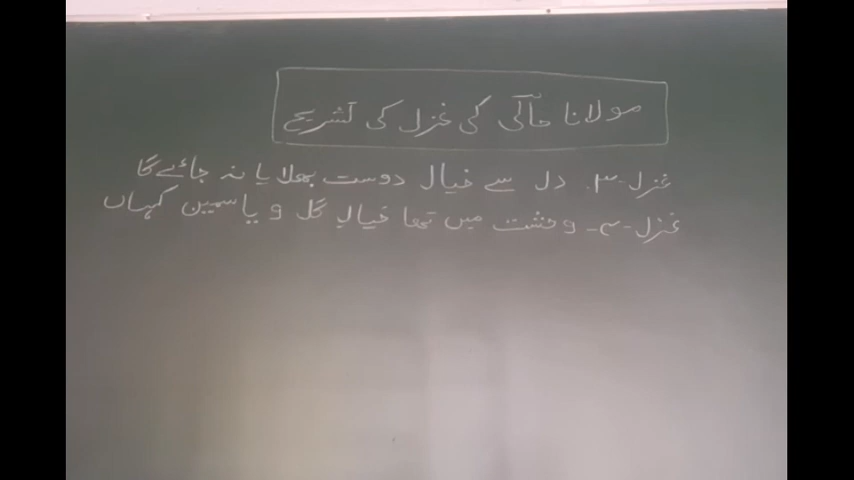 مولانا حالی کی غزل کی تشریح
غزل-۳. دل سے خیال دوست بھلایا نہ جائے گا
غزل-۴- وحشت میں تھا خیالِ گل و یاسمین کہاں